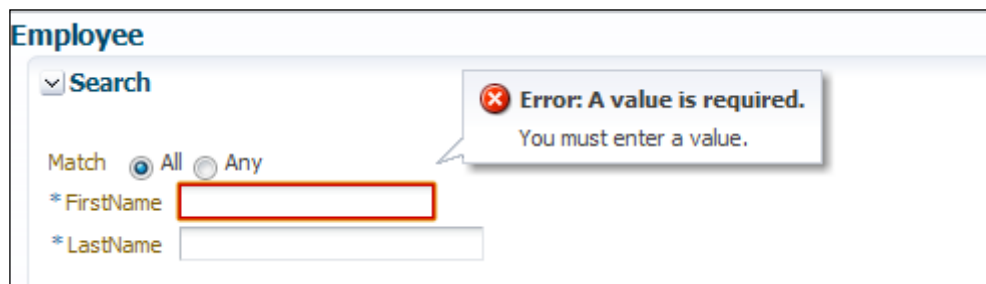 Employee
Search
Error: A value is required.
You must enter a value.
Match All Any
* FirstName
* LastName